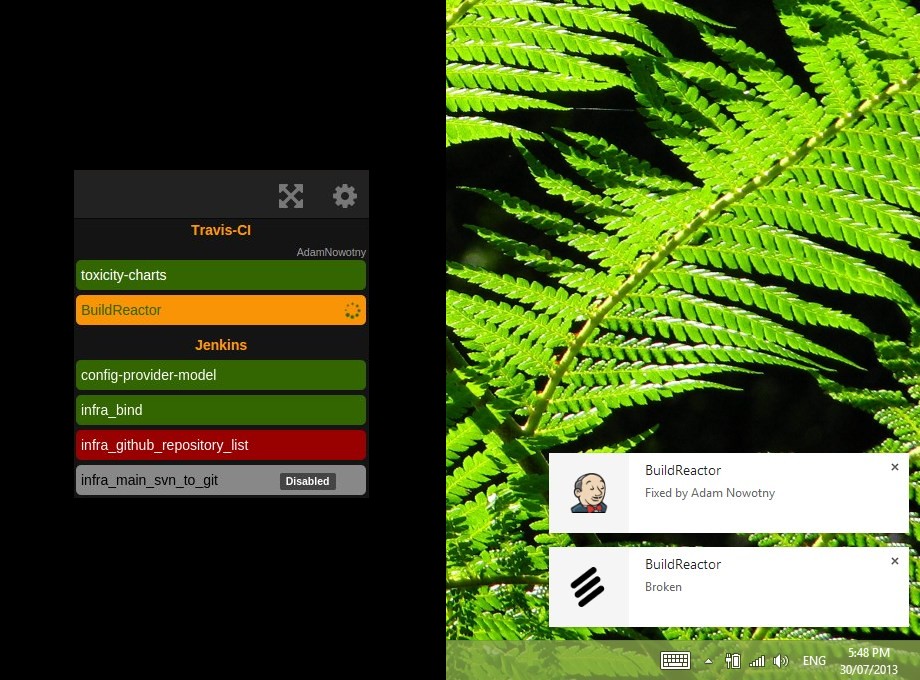 Travis-CI
AdamNowotny
toxicity-charts
BuildReactor
Jenkins
config-provider-model
infra_bind
infra_github_repository_list
infra_main_svn_to_git Disabled
BuildReactor
Fixed by Adam Nowotny
BuildReactor
Broken
ENG
5:48 PM
30/07/2013